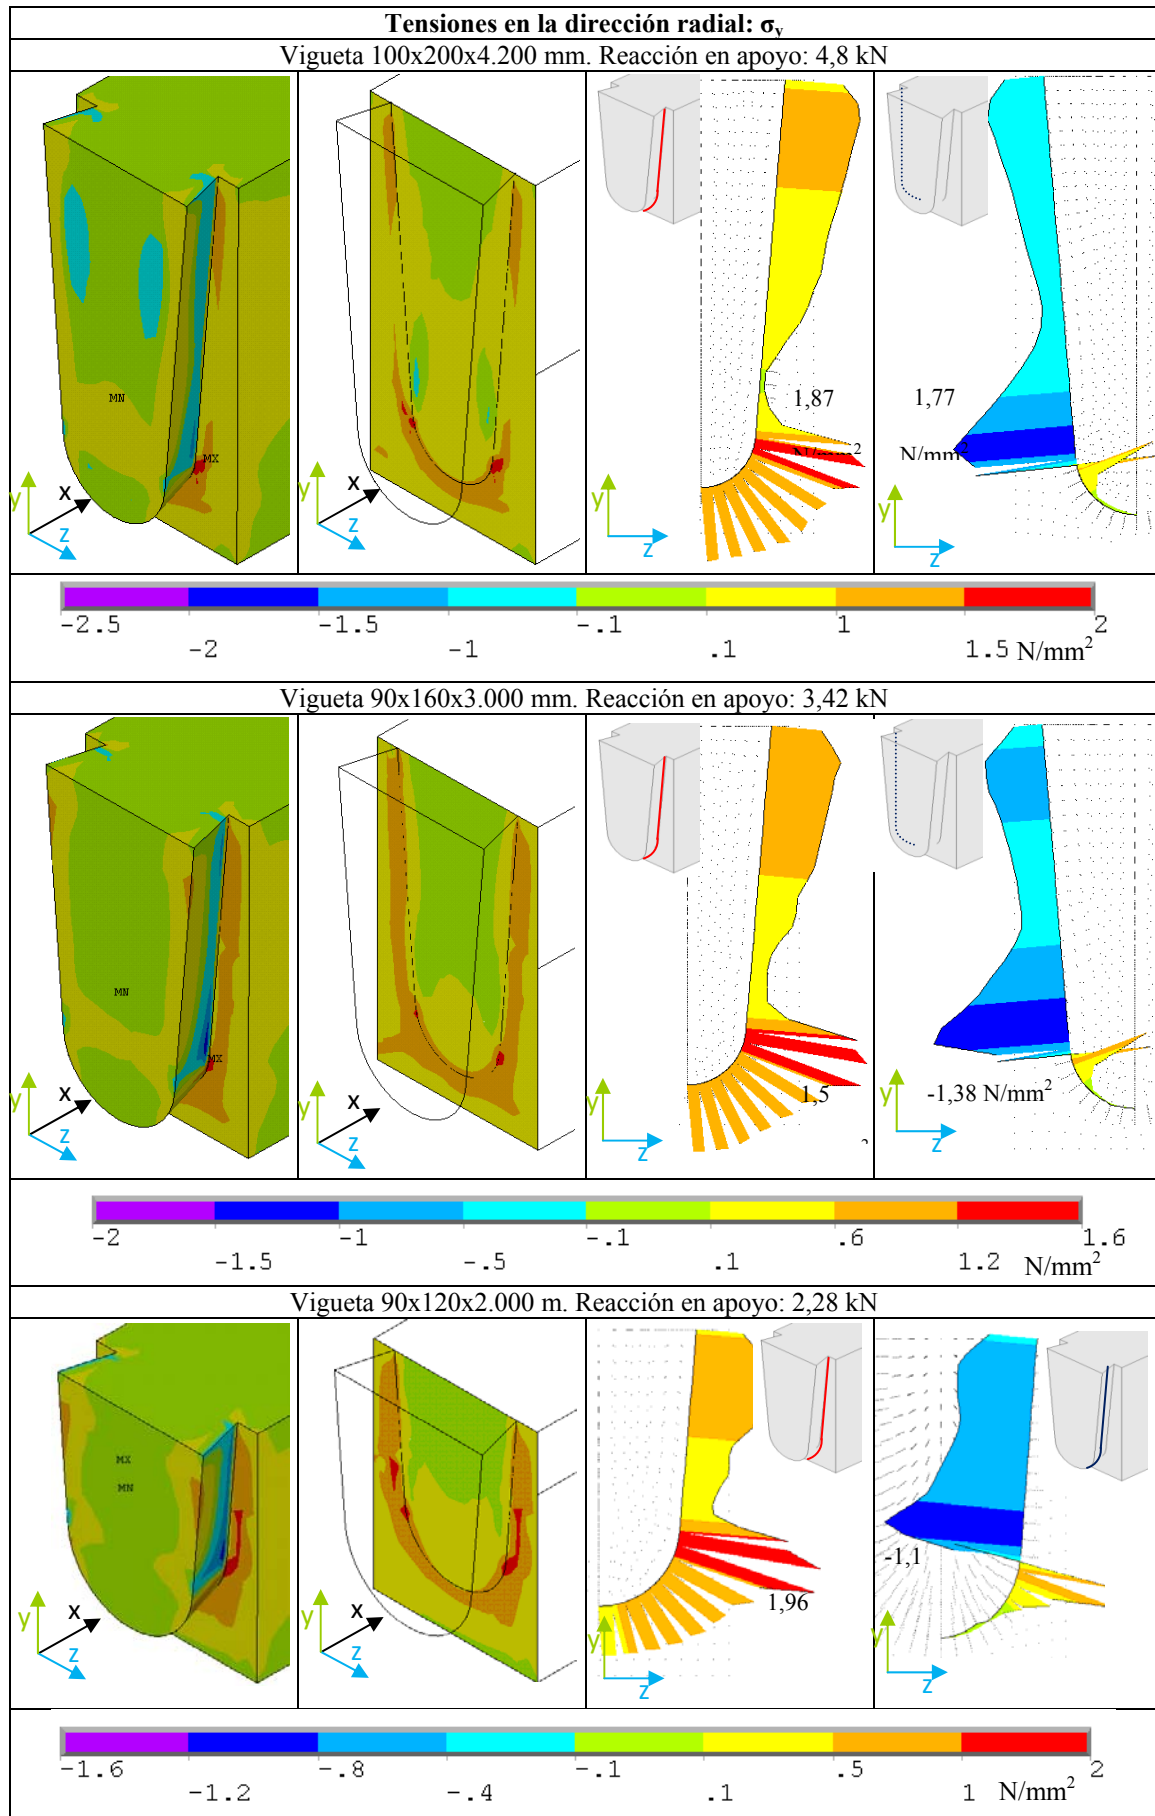 Tensiones en la dirección radial: σy
Vigueta 100x200x4.200 mm. Reacción en apoyo: 4,8 kN
MN
MX
y
x
z
y
x
z
1,87
N/mm2
y
z
1,77
N/mm2
y
z
-2.5 -2 -1.5 -1 -.1 .1 1 1.5 2 N/mm2
Vigueta 90x160x3.000 mm. Reacción en apoyo: 3,42 kN
MN
MX
y
x
z
y
x
z
1,5
y
z
-1,38 N/mm2
y
z
-2 -1.5 -1 -.5 -.1 .1 .6 1.2 1.6 N/mm2
Vigueta 90x120x2.000 m. Reacción en apoyo: 2,28 kN
MX
MN
y
x
z
y
x
z
1,96
y
z
-1,1
y
z
-1.6 -1.2 -.8 -.4 -.1 .1 .5 1 2 N/mm2